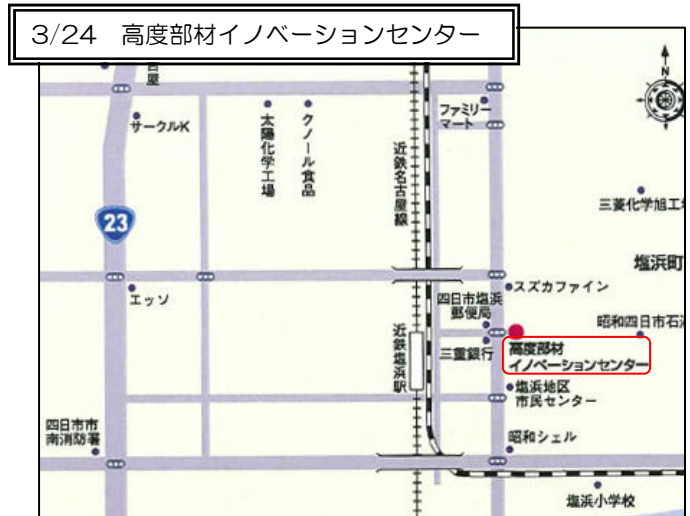 3/24　高度部材イノベーションセンター
N
サークルK
太陽化学工場
クノール食品
近鉄名古屋線
ファミリー
マート
三菱化学旭工
塩浜町
23
エッソ
スズカファイン
四日市塩浜
郵便局
昭和四日市石
三重銀行
高度部材
イノベーションセンター
近鉄塩浜駅
塩浜地区
市民センター
四日市市
南消防署
昭和シェル
塩浜小学校